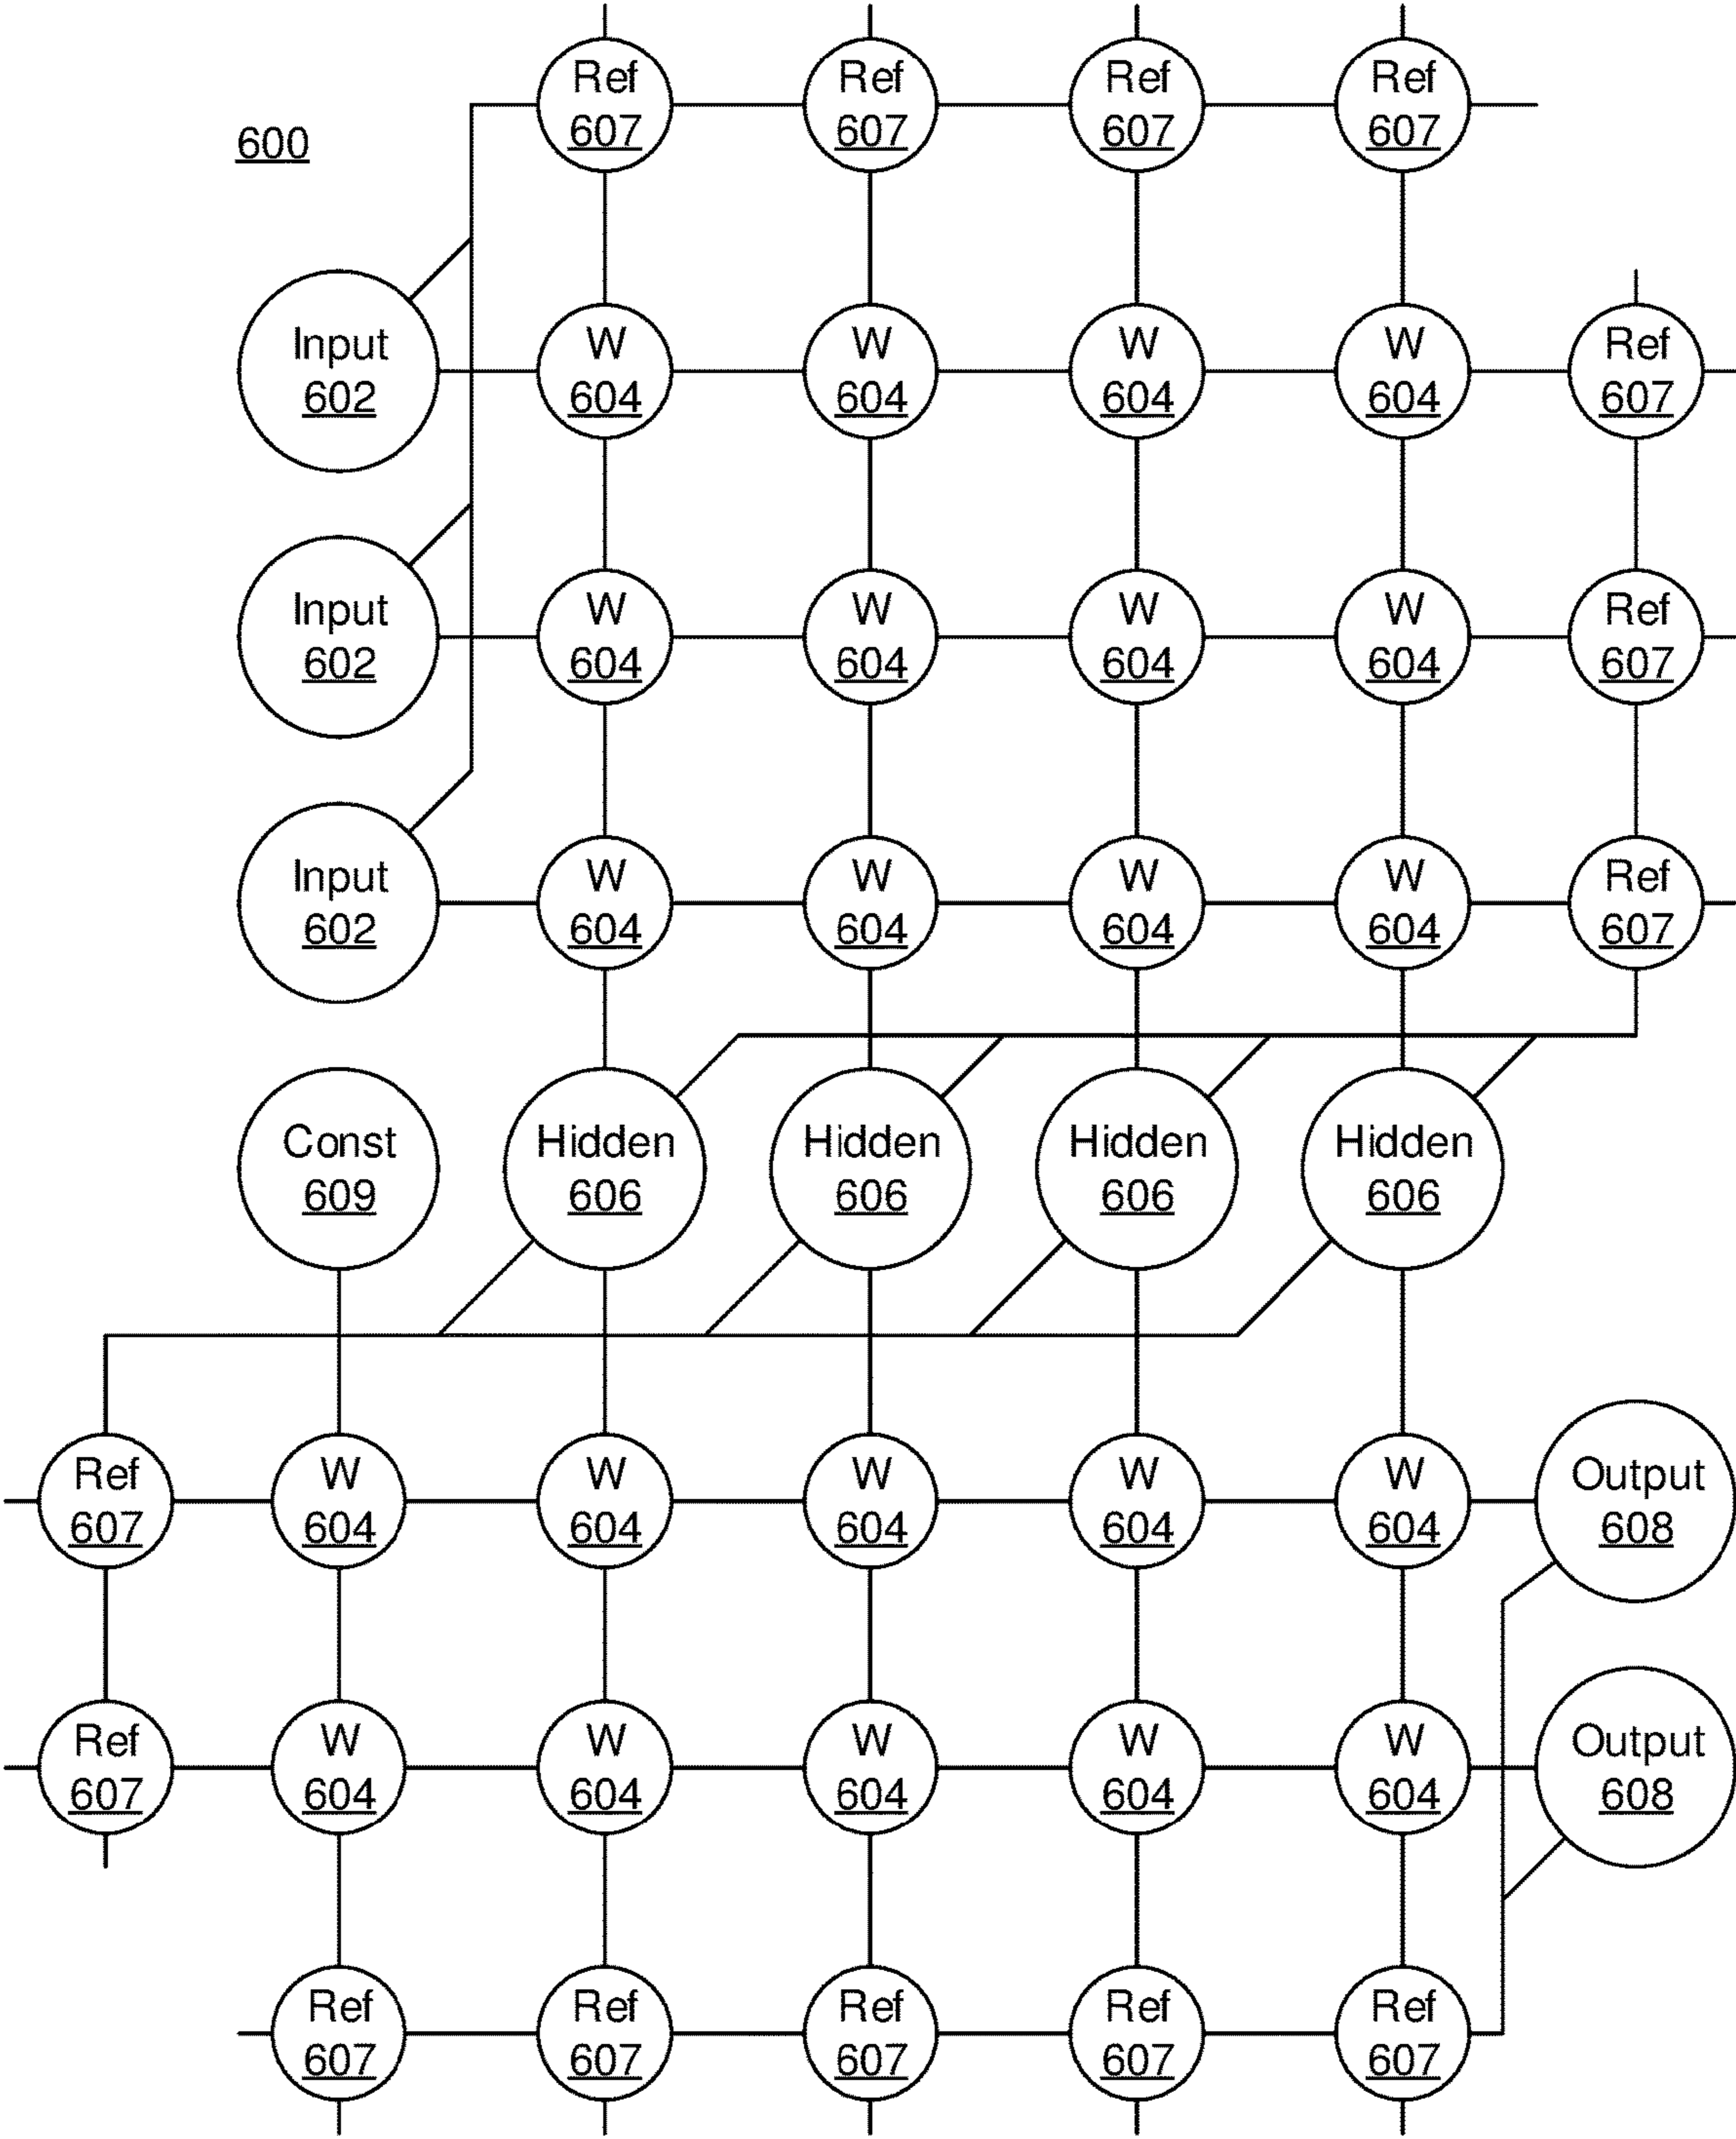 Ref Ref Ref Ref
607 607 607 607
600
Input W W W W Ref
602 604 604 604 604 607
Input W W W W Ref
602 604 604 604 604 607
Input W W W W Ref
602 604 604 604 604 607
Const Hidden Hidden Hidden Hidden
609 606 606 606 606
Ref W W W W W Output
607 604 604 604 604 604 608
Ref W W W W W Output
607 604 604 604 604 604 608
Ref Ref Ref Ref Ref
607 607 607 607 607